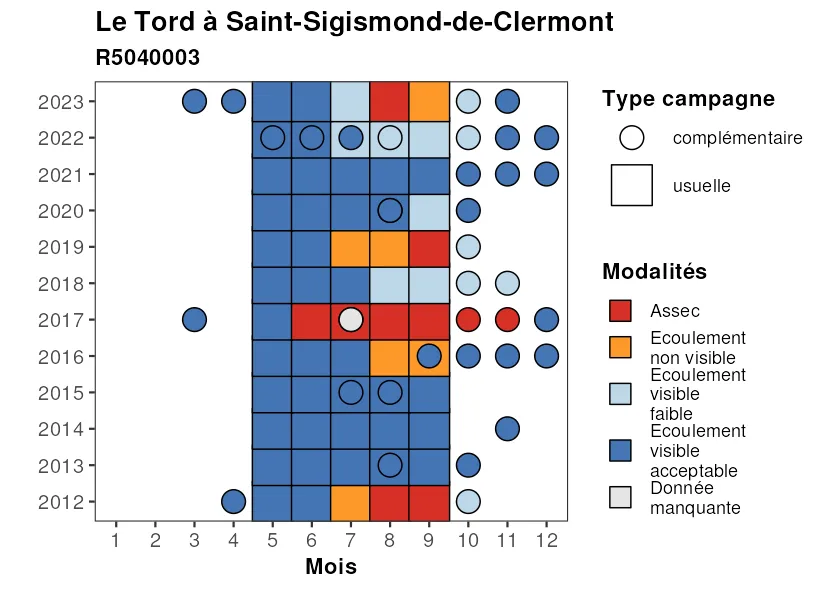 Le Tord à Saint-Sigismond-de-Clermont
R5040003
2023
2022
2021
2020
2019
2018
2017
2016
2015
2014
2013
2012
1 2 3 4 5 6 7 8 9 10 11 12
Mois
Type campagne
complémentaire
usuelle
Modalités
Assec
Ecoulement
non visible
Ecoulement
visible
faible
Ecoulement
visible
acceptable
Donnée
manquante